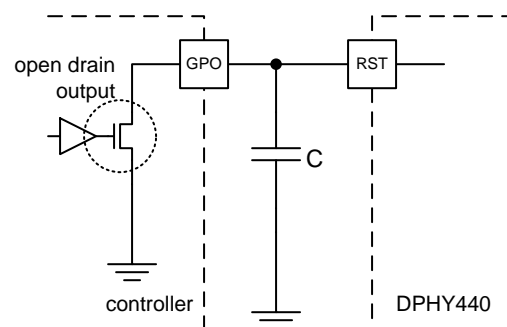 GPO
RST
open drain
output
C
controller
DPHY440